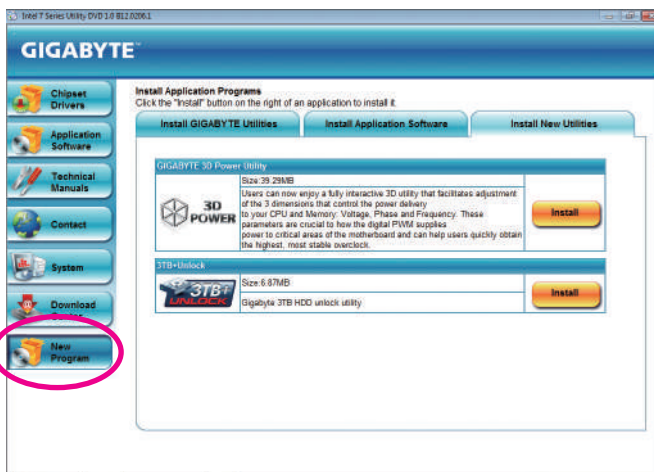 Intel 7 Series Utility DVD 1.0 B12.0206.1
GIGABYTE™
Chipset
Drivers
Application
Software
Technical
Manuals
Contact
System
Download
Center
New
Program
Install Application Programs
Click the "Install" button on the right of an application to install it.
Install GIGABYTE Utilities
Install Application Software
Install New Utilities
GIGABYTE 3D Power Utility
3D
POWER
Size:39.29MB
Users can now enjoy a fully interactive 3D utility that facilitates adjustment
of the 3 dimensions that control the power delivery
to your CPU and Memory: Voltage, Phase and Frequency. These
parameters are crucial to how the digital PWM supplies
power to critical areas of the motherboard and can help users quickly obtain
the highest, most stable overclock.
Install
3TB+Unlock
3TB+
UNLOCK
Size:6.87MB
Gigabyte 3TB HDD unlock utility
Install